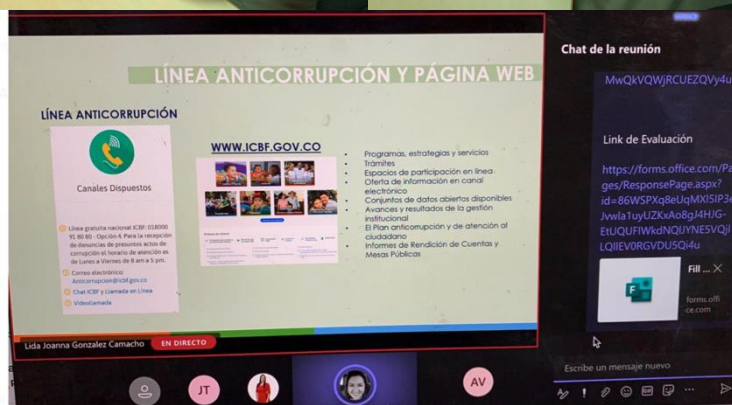 LÍNEA ANTICORRUPCIÓN Y PÁGINA WEB
LÍNEA ANTICORRUPCIÓN
Canales Dispuestos
Línea gratuita nacional ICBF: 018000
91 80 80 - Opción 4. Para la recepción
de denuncias de presuntos actos de
corrupción el horario de atención es
de Lunes a Viernes de 8 am a 5 pm.
Correo electrónico:
Anticorrupcion@icbf.gov.co
Chat ICBF y Llamada en Línea
Videollamada
WWW.ICBF.GOV.CO
Programas, estrategias y servicios
Trámites
Espacios de participación en línea
Oferta de información en canal
electrónico
Conjuntos de datos abiertos disponibles
Avances y resultados de la gestión
institucional
El Plan anticorrupción y de atención al
ciudadano
Informes de Rendición de Cuentas y
Mesas Públicas
Lida Joanna Gonzalez Camacho EN DIRECTO
JT
AV
Chat de la reunión
MwQkVQWjRCUEZQVy4u
Link de Evaluación
https://forms.office.com/Pa
ges/ResponsePage.aspx?
id=86WSPXq8eUqMXI5IP3e
Jvwla1uyUZKxAo8gJ4HJG-
EtUQUFIWkdNQlJYNE5VQjl
LQllEV0RGVDU5Qi4u
F
Fill ...
forms.offi
ce.com
Escribe un mensaje nuevo
GIF